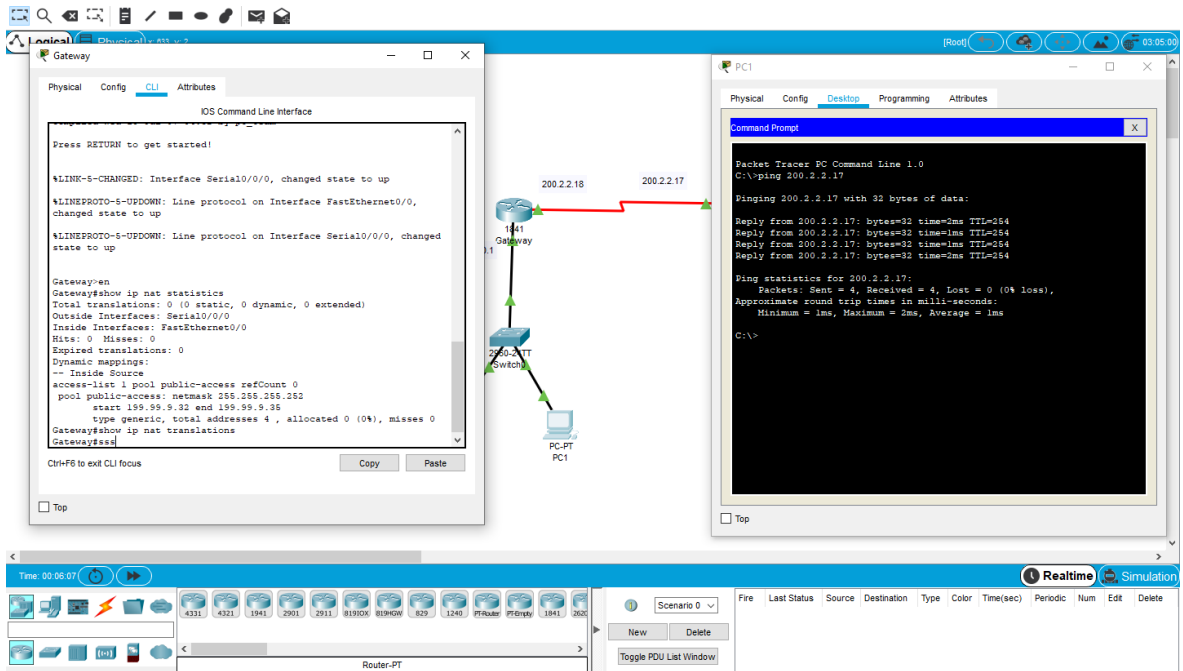 Logical
Physical
x: 633, y: 2
[Root]
03:05:00
Gateway
Physical Config CLI Attributes
IOS Command Line Interface
Press RETURN to get started!
%LINK-5-CHANGED: Interface Serial0/0/0, changed state to up
%LINEPROTO-5-UPDOWN: Line protocol on Interface FastEthernet0/0,
changed state to up
%LINEPROTO-5-UPDOWN: Line protocol on Interface Serial0/0/0, changed
state to up
Gateway>en
Gateway#show ip nat statistics
Total translations: 0 (0 static, 0 dynamic, 0 extended)
Outside Interfaces: Serial0/0/0
Inside Interfaces: FastEthernet0/0
Hits: 0 Misses: 0
Expired translations: 0
Dynamic mappings:
-- Inside Source
access-list 1 pool public-access refCount 0
pool public-access: netmask 255.255.255.252
start 199.99.9.32 end 199.99.9.35
type generic, total addresses 4 , allocated 0 (0%), misses 0
Gateway#show ip nat translations
Gateway#sss
Ctrl+F6 to exit CLI focus
Copy
Paste
Top
200.2.2.18
200.2.2.17
1841
Gateway
0.1
2960-24TT
Switch0
PC-PT
PC1
PC1
Physical Config Desktop Programming Attributes
Command Prompt
X
Packet Tracer PC Command Line 1.0
C:\>ping 200.2.2.17
Pinging 200.2.2.17 with 32 bytes of data:
Reply from 200.2.2.17: bytes=32 time=2ms TTL=254
Reply from 200.2.2.17: bytes=32 time=1ms TTL=254
Reply from 200.2.2.17: bytes=32 time=1ms TTL=254
Reply from 200.2.2.17: bytes=32 time=2ms TTL=254
Ping statistics for 200.2.2.17:
Packets: Sent = 4, Received = 4, Lost = 0 (0% loss),
Approximate round trip times in milli-seconds:
Minimum = 1ms, Maximum = 2ms, Average = 1ms
C:\>
Top
Time: 00:06:07
Realtime
Simulation
4331 4321 1941 2901 2911 819IOX 819HGW 829 1240 PT-Router PT-Empty 1841 2620
Router-PT
Scenario 0
New
Delete
Toggle PDU List Window
Fire Last Status Source Destination Type Color Time(sec) Periodic Num Edit Delete